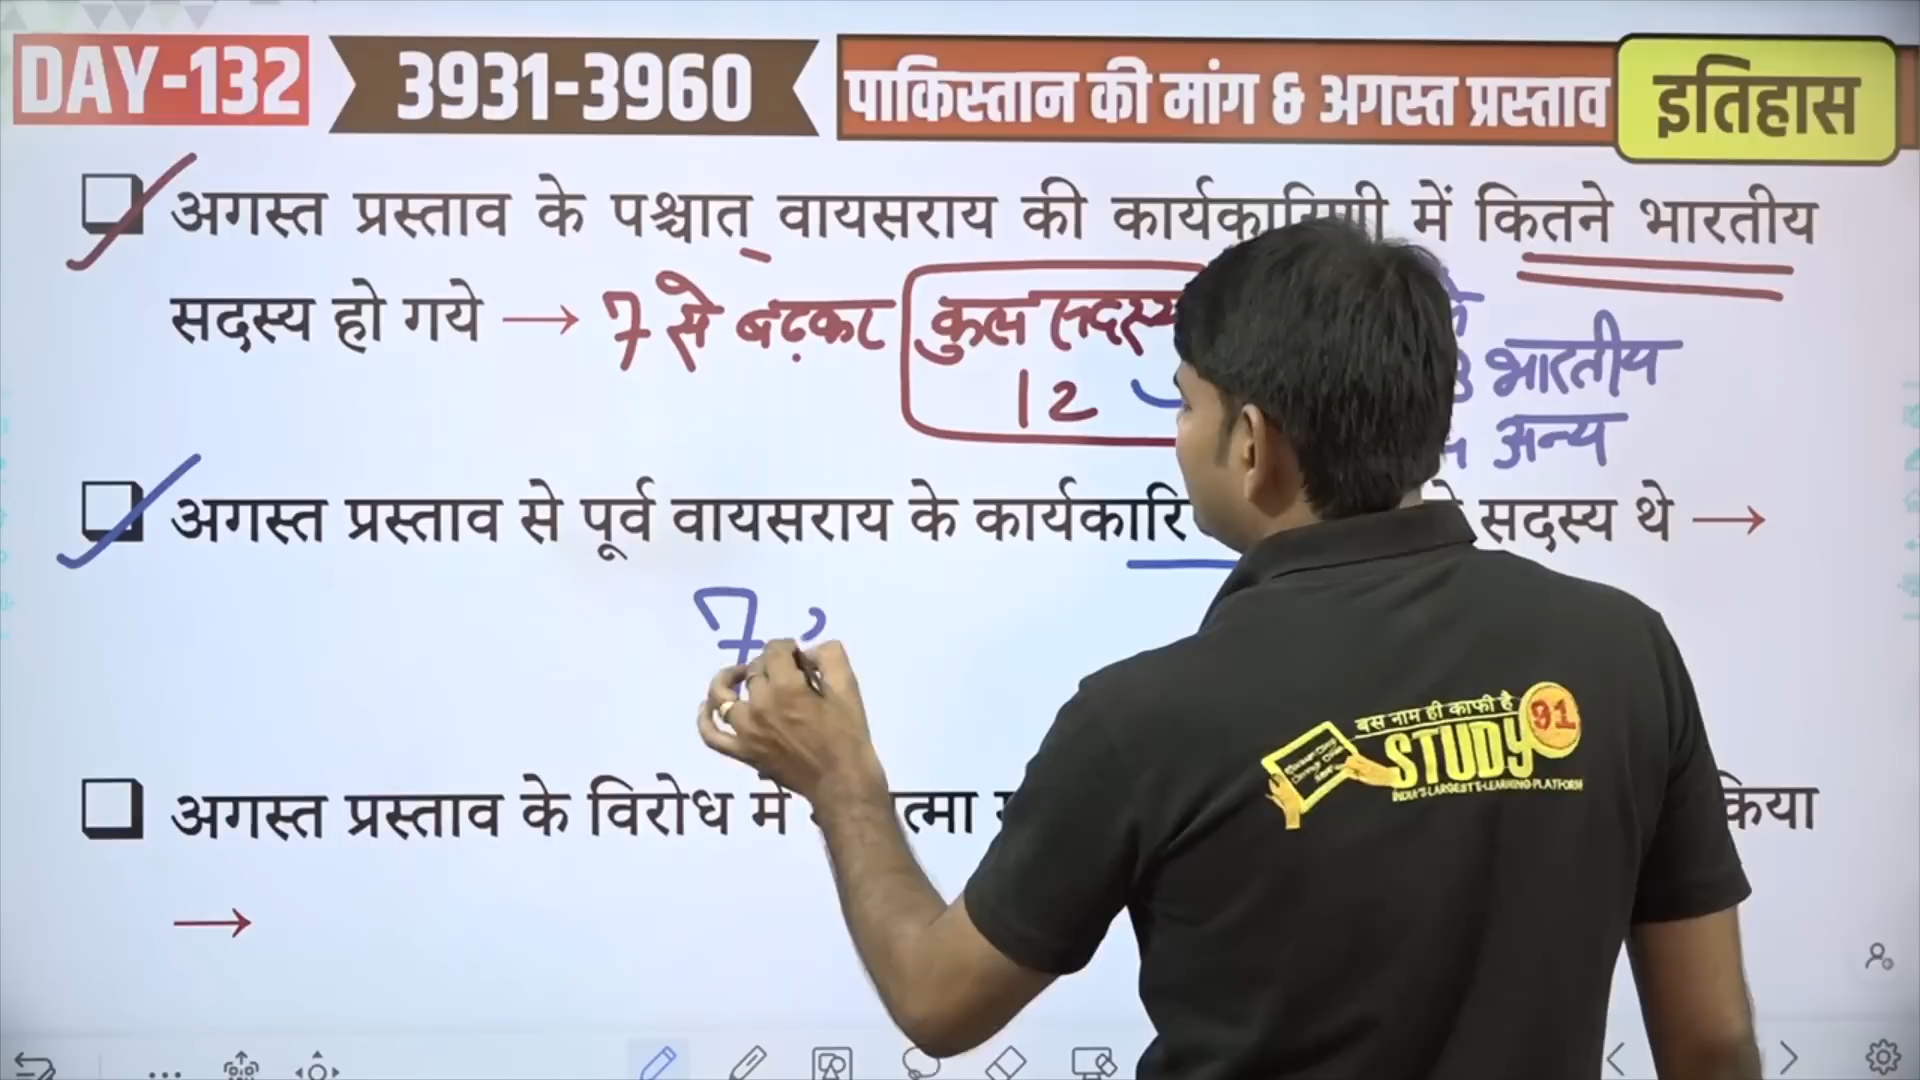 DAY-132 3931-3960 पाकिस्तान की मांग & अगस्त प्रस्ताव इतिहास
अगस्त प्रस्ताव के पश्चात वायसराय की कार्यकारिणी में कितने भारतीय
सदस्य हो गये → 7 से बढ़कर कुल सदस्य
12
भारतीय
अन्य
अगस्त प्रस्ताव से पूर्व वायसराय के कार्यकारि सदस्य थे →
7
अगस्त प्रस्ताव के विरोध में त्मा किया
→
बस नाम ही काफी है
STUDY 91
INDIA'S LARGEST E-LEARNING PLATFORM